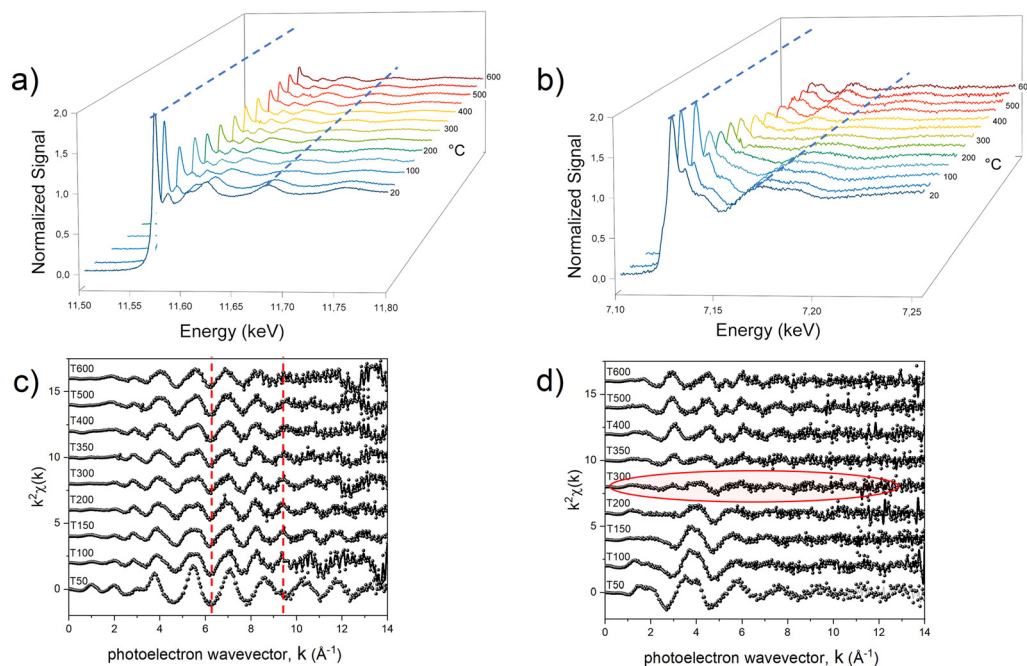 a)
Normalized Signal
2,0
1,5
1,0
0,5
0,0
11,50
11,55
11,60
11,65
11,70
11,80
Energy (keV)
600
500
400
300
200
°C
100
20
b)
Normalized Signal
2,0
1,5
1,0
0,5
0,0
7,10
7,15
7,20
7,25
Energy (keV)
60
500
400
300
200
°C
100
20
c)
k²χ(k)
15
10
5
0
T600
T500
T400
T350
T300
T200
T150
T100
T50
0 2 4 6 8 10 12 14
photoelectron wavevector, k (Å⁻¹)
d)
k²χ(k)
15
10
5
0
T600
T500
T400
T350
T300
T200
T150
T100
T50
0 2 4 6 8 10 12 14
photoelectron wavevector, k (Å⁻¹)